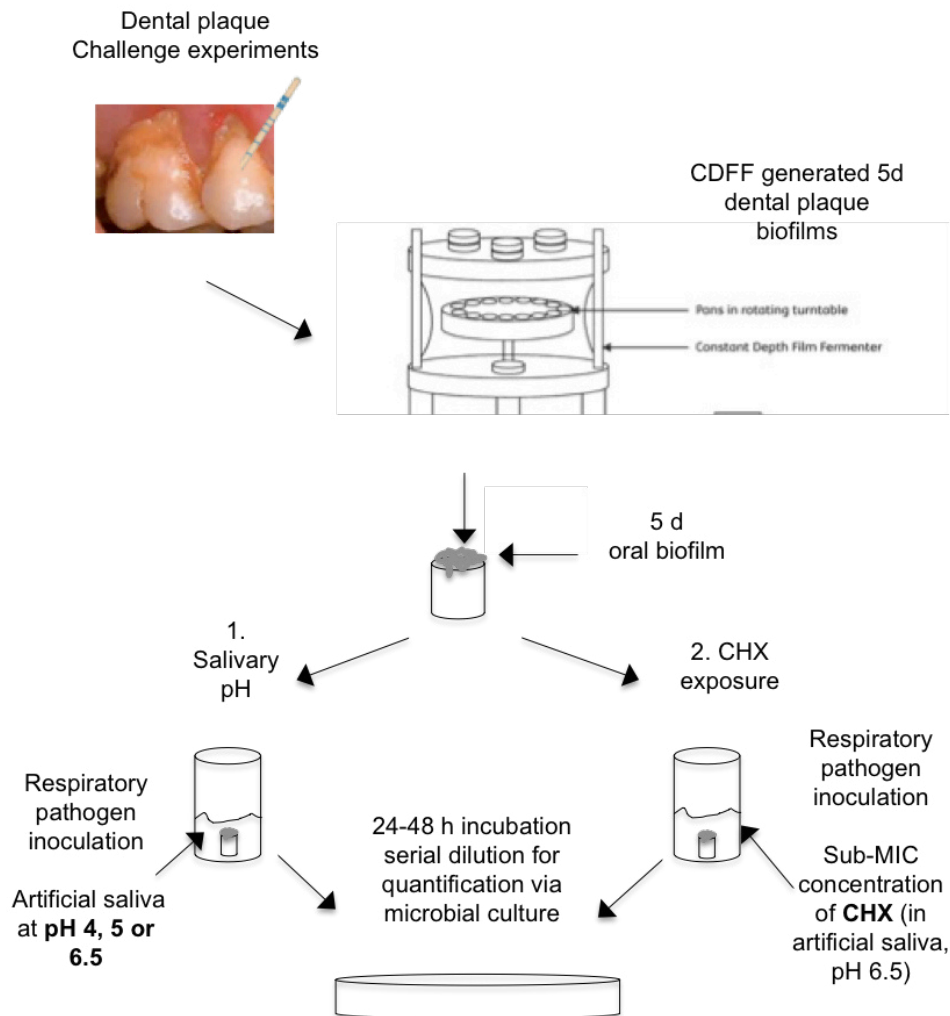 Dental plaque
Challenge experiments
CDFF generated 5d
dental plaque
biofilms
Pans in rotating turntable
Constant Depth Film Fermenter
5 d
oral biofilm
1.
Salivary
pH
2. CHX
exposure
Respiratory
pathogen
inoculation
Artificial saliva
at pH 4, 5 or
6.5
24-48 h incubation
serial dilution for
quantification via
microbial culture
Respiratory
pathogen
inoculation
Sub-MIC
concentration
of CHX (in
artificial saliva,
pH 6.5)